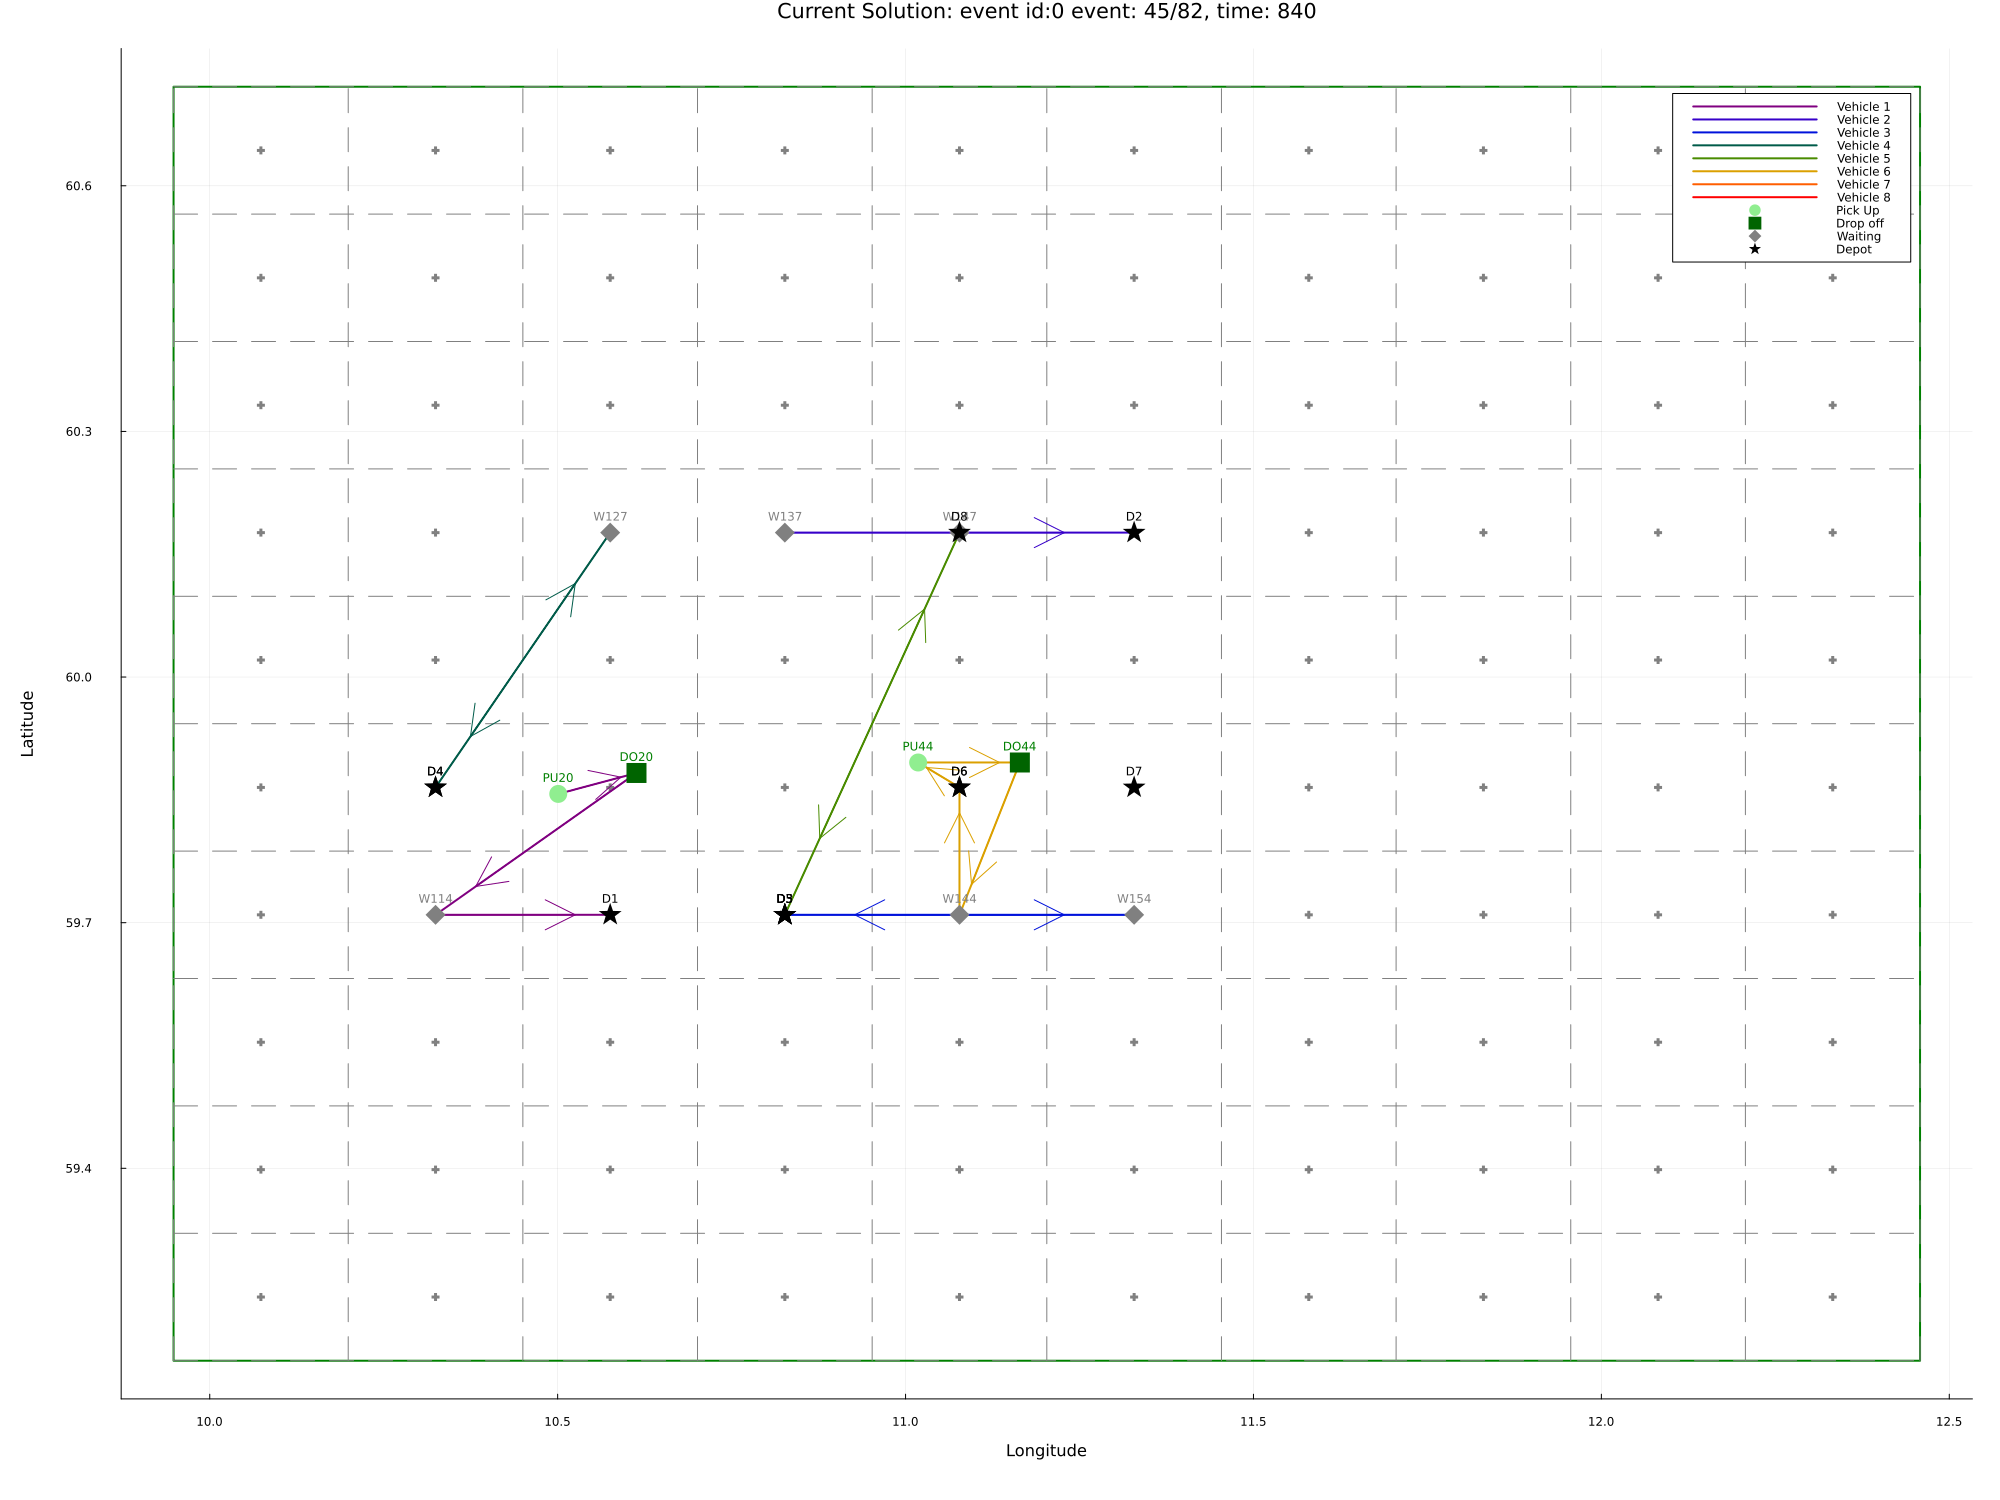 Current Solution: event id:0 event: 45/82, time: 840
Vehicle 1
Vehicle 2
Vehicle 3
Vehicle 4
Vehicle 5
Vehicle 6
Vehicle 7
Vehicle 8
Pick Up
Drop off
Waiting
Depot
60.6
60.3
60.0
59.7
59.4
Latitude
W127
W137
D8
D2
D4
PU20
DO20
PU44
DO44
D6
D7
W114
D1
W144
W154
10.0
10.5
11.0
11.5
12.0
12.5
Longitude